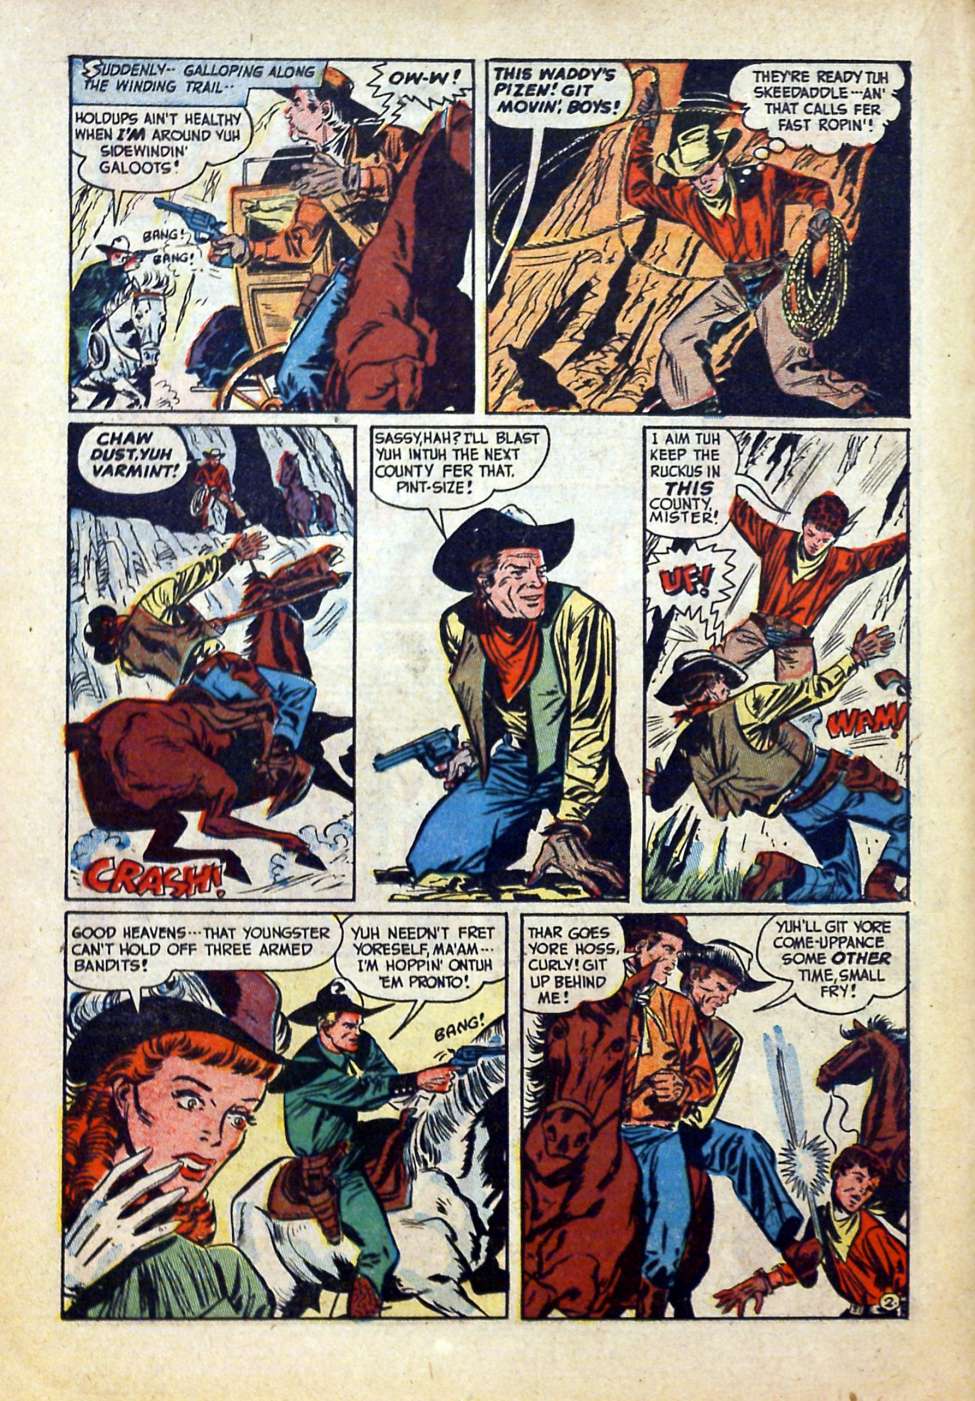 SUDDENLY-- GALLOPING ALONG
THE WINDING TRAIL--
HOLDUPS AIN'T HEALTHY
WHEN I'M AROUND YUH
SIDEWINDIN'
GALOOTS!
BANG!
BANG!
OW-W!
THIS WADDY'S
PIZEN! GIT
MOVIN', BOYS!
THEY'RE READY TUH
SKEEDADDLE---AN'
THAT CALLS FER
FAST ROPIN'!
CHAW
DUST, YUH
VARMINT!
CRASH!
SASSY, HAH? I'LL BLAST
YUH INTUH THE NEXT
COUNTY FER THAT,
PINT-SIZE!
I AIM TUH
KEEP THE
RUCKUS IN
THIS
COUNTY,
MISTER!
UF!
WAM!
GOOD HEAVENS---THAT YOUNGSTER
CAN'T HOLD OFF THREE ARMED
BANDITS!
YUH NEEDN'T FRET
YORESELF, MA'AM---
I'M HOPPIN' ONTUH
'EM PRONTO!
?
BANG!
THAR GOES
YORE HOSS,
CURLY! GIT
UP BEHIND
ME!
YUH'LL GIT YORE
COME-UPPANCE
SOME OTHER
TIME, SMALL
FRY!
2